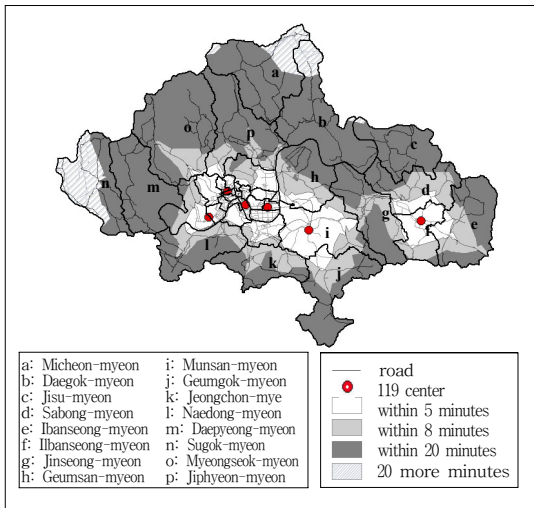 a
b
o
p
c
h
n
m
d
g
i
f
e
l
k
j
a: Micheon-myeon
b: Daegok-myeon
c: Jisu-myeon
d: Sabong-myeon
e: Ibanseong-myeon
f: IIbanseong-myeon
g: Jinseong-myeon
h: Geumsan-myeon
i: Munsan-myeon
j: Geumgok-myeon
k: Jeongchon-mye
l: Naedong-myeon
m: Daepyeong-myeon
n: Sugok-myeon
o: Myeongseok-myeon
p: Jiphyeon-myeon
road
119 center
within 5 minutes
within 8 minutes
within 20 minutes
20 more minutes